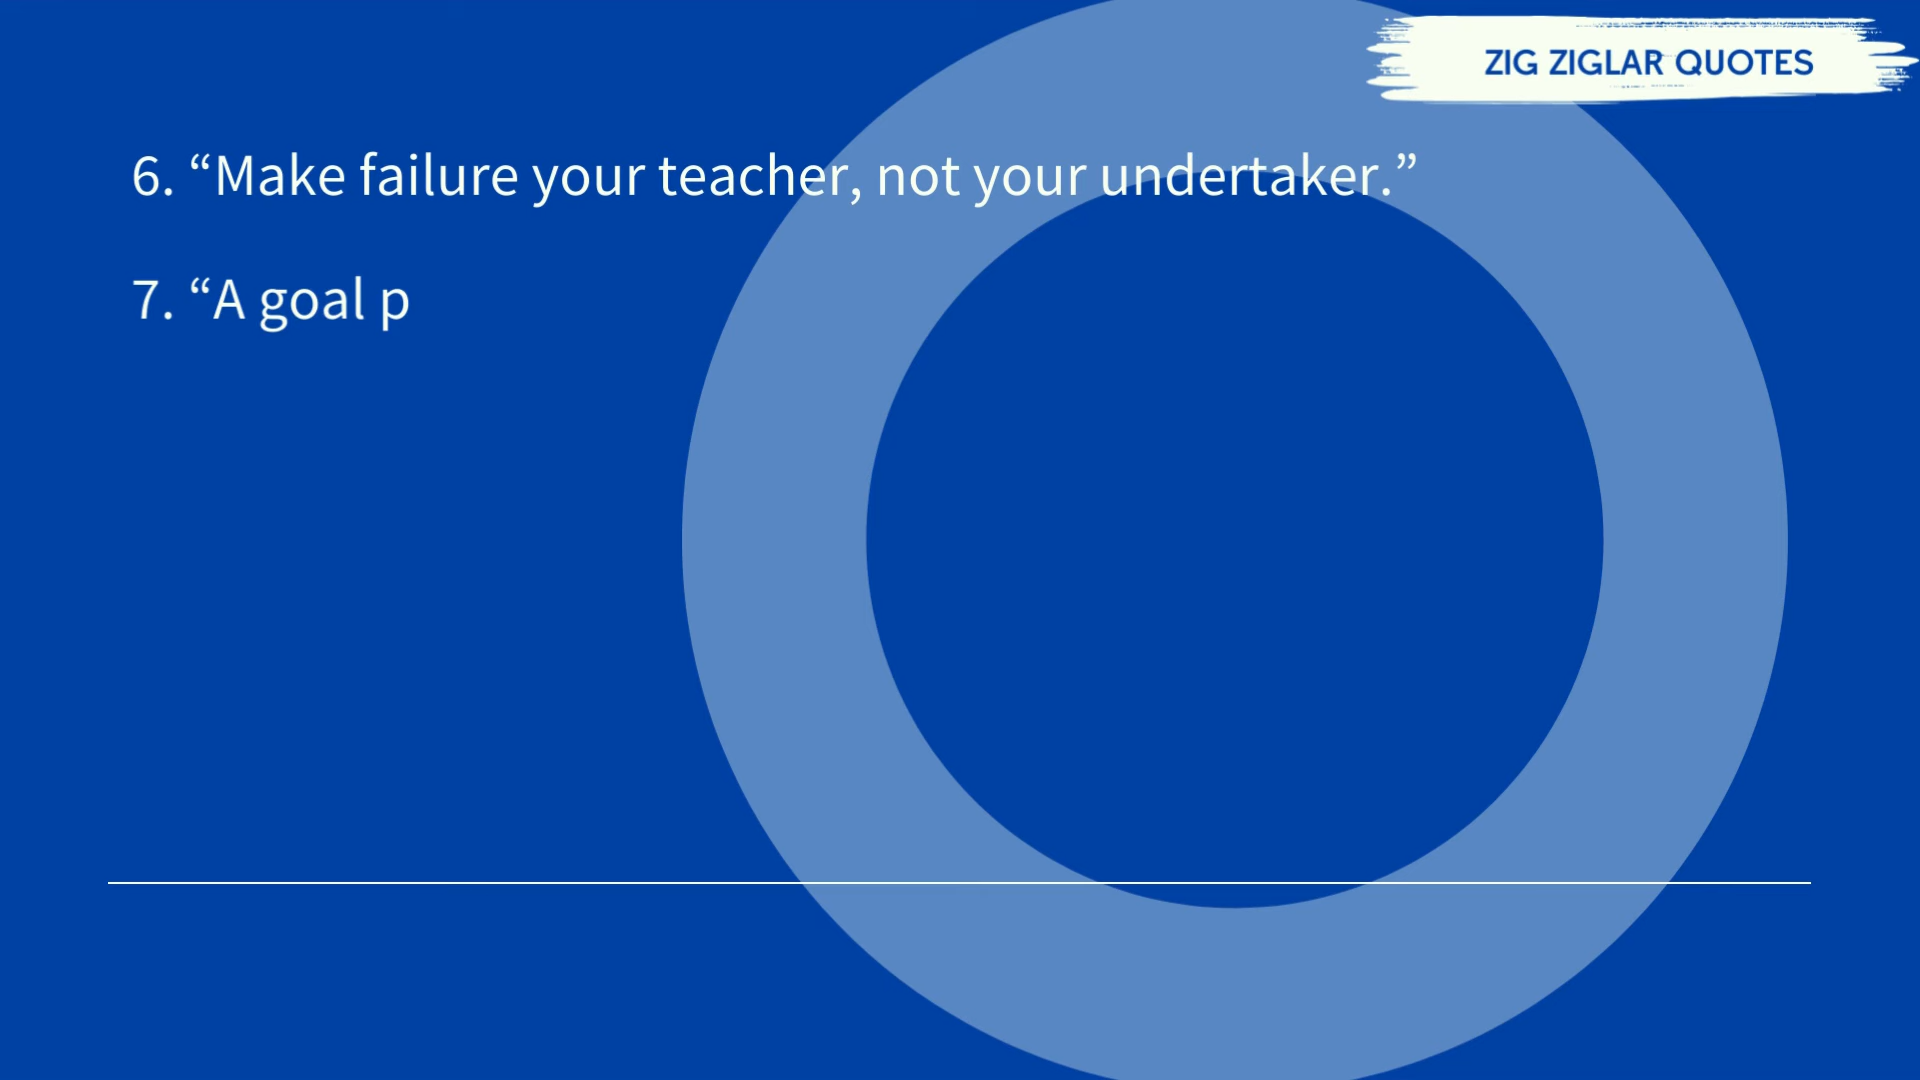 ZIG ZIGLAR QUOTES
6. “Make failure your teacher, not your undertaker.”
7. “A goal p